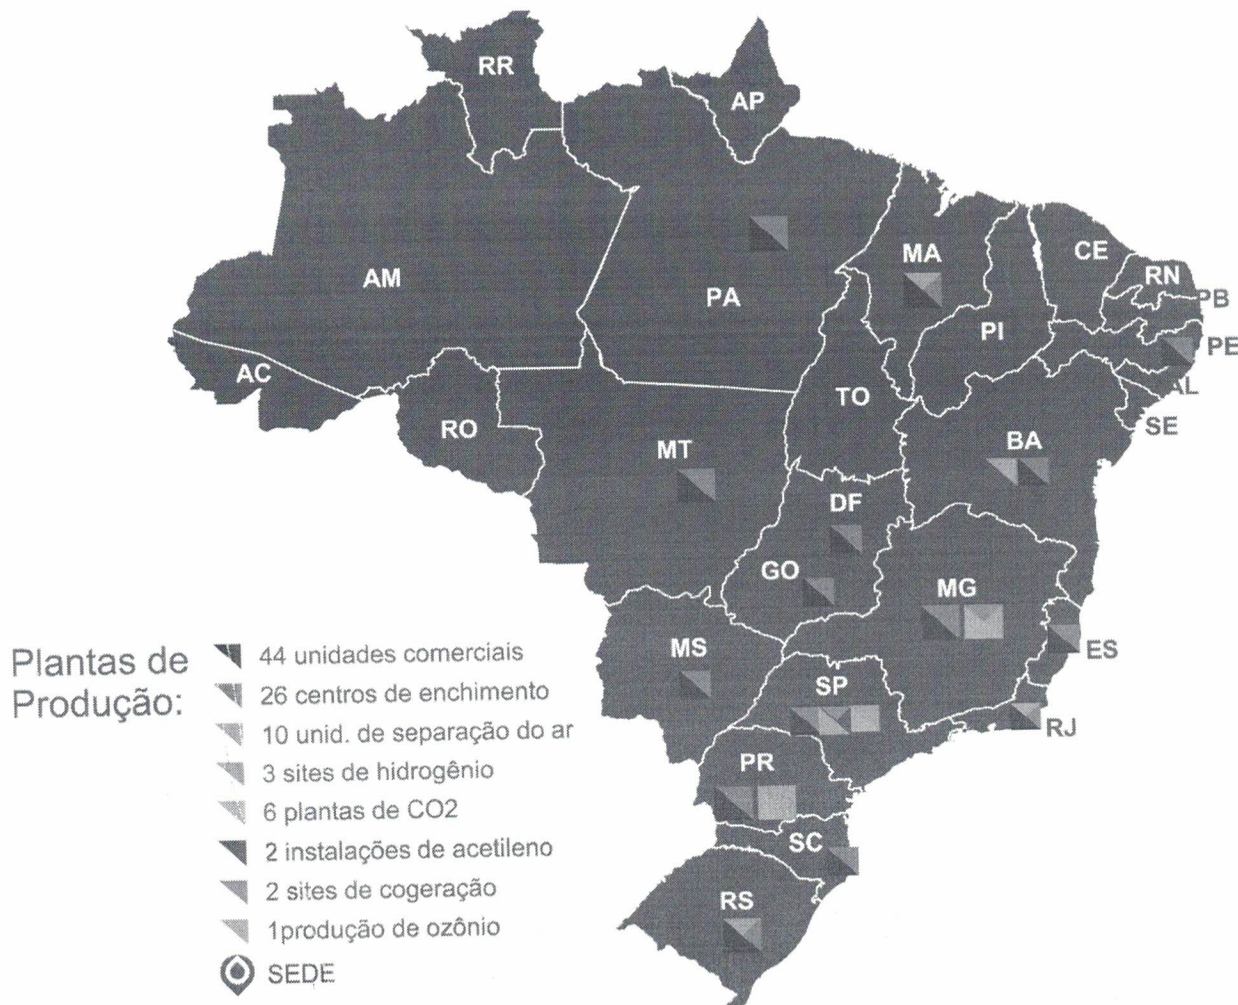 RR
AP
AM
PA
MA
CE
RN
PB
PI
PE
AC
AL
TO
RO
SE
BA
MT
DF
GO
MG
MS
ES
SP
RJ
PR
SC
RS
Plantas de
Produção:
44 unidades comerciais
26 centros de enchimento
10 unid. de separação do ar
3 sites de hidrogênio
6 plantas de CO2
2 instalações de acetileno
2 sites de cogeração
1produção de ozônio
SEDE